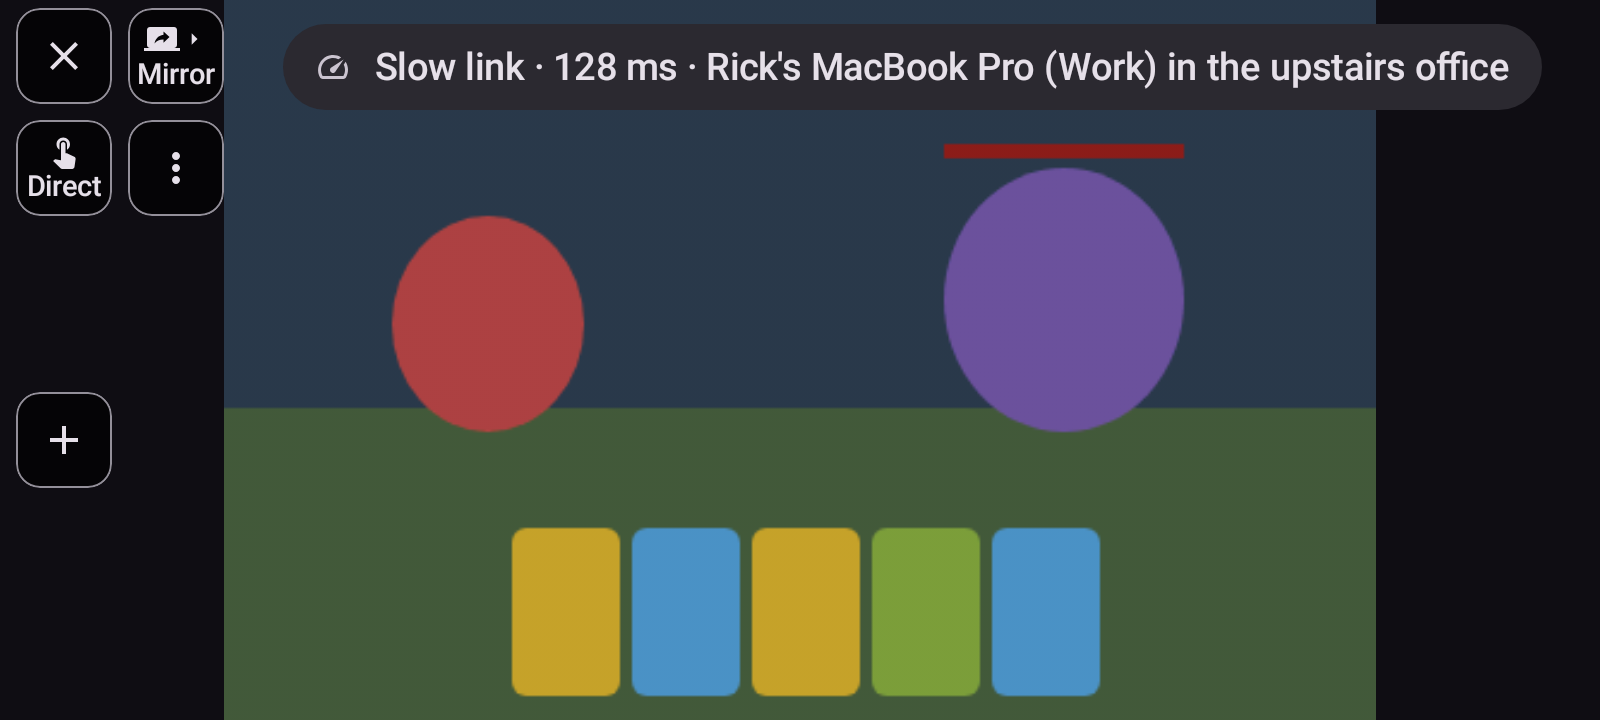 Mirror
Slow link · 128 ms · Rick's MacBook Pro (Work) in the upstairs office
Direct